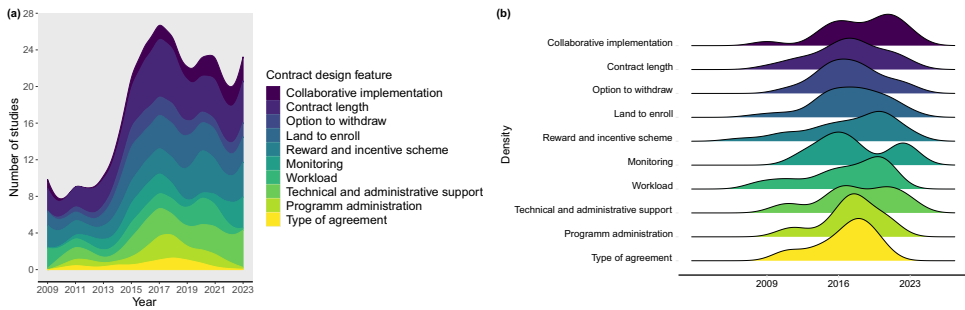 (a)
28
24
20
16
12
8
4
0
Number of studies
2009 2011 2013 2015 2017 2019 2021 2023
Year
Contract design feature
Collaborative implementation
Contract length
Option to withdraw
Land to enroll
Reward and incentive scheme
Monitoring
Workload
Technical and administrative support
Programm administration
Type of agreement
(b)
Density
Collaborative implementation
Contract length
Option to withdraw
Land to enroll
Reward and incentive scheme
Monitoring
Workload
Technical and administrative support
Programm administration
Type of agreement
2009 2016 2023